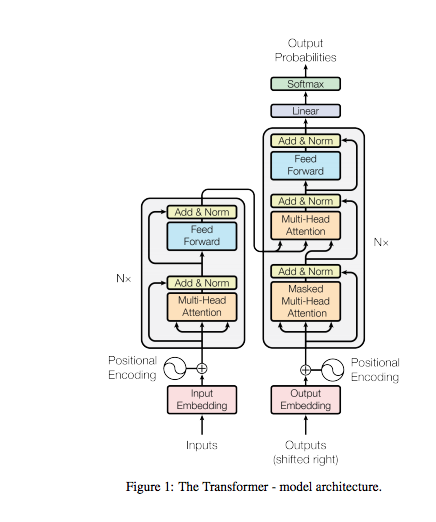 Output
Probabilities
Softmax
Linear
Add & Norm
Feed
Forward
Add & Norm
Multi-Head
Attention
Add & Norm
Masked
Multi-Head
Attention
Nx
Add & Norm
Feed
Forward
Add & Norm
Multi-Head
Attention
Nx
Positional
Encoding
Positional
Encoding
Input
Embedding
Output
Embedding
Inputs
Outputs
(shifted right)
Figure 1: The Transformer - model architecture.